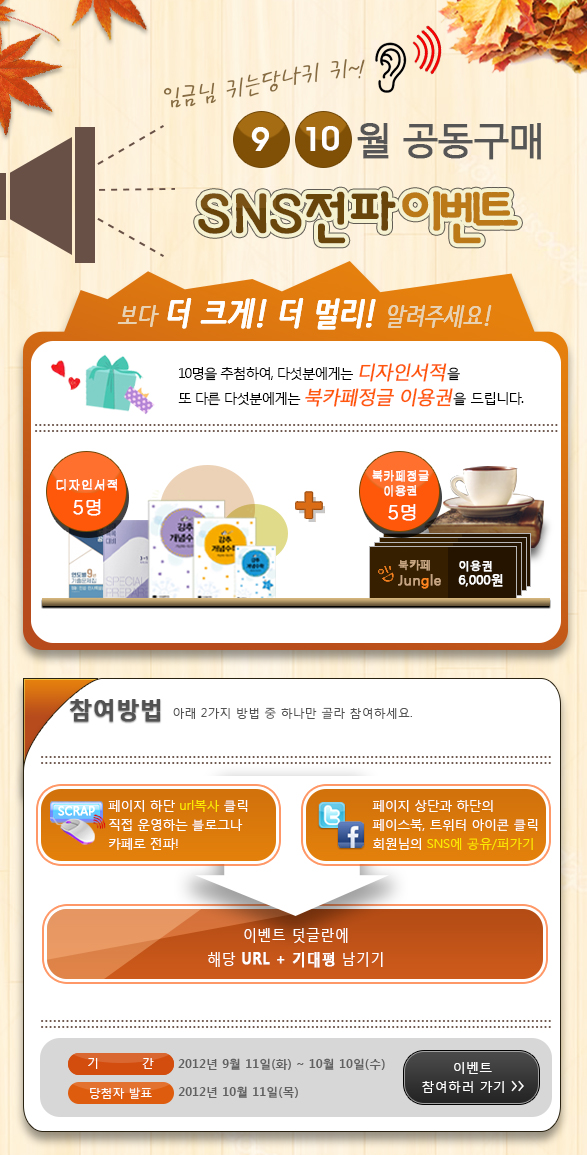 임금님 귀는당나귀 귀~!
9 10월 공동구매
SNS전파이벤트
보다 더 크게! 더 멀리! 알려주세요!
10명을 추첨하여, 다섯분에게는 디자인서적을
또 다른 다섯분에게는 북카페정글 이용권을 드립니다.
디자인서적
5명
북카페정글
이용권
5명
강추
개념수
강추
개념수
북카페
Jungle
이용권
6,000원
참여방법
아래 2가지 방법 중 하나만 골라 참여하세요.
SCRAP
페이지 하단 url복사 클릭
직접 운영하는 블로그나
카페로 전파!
페이지 상단과 하단의
페이스북, 트위터 아이콘 클릭
회원님의 SNS에 공유/퍼가기
이벤트 덧글란에
해당 URL + 기대평 남기기
기 간
2012년 9월 11일(화) ~ 10월 10일(수)
당첨자 발표
2012년 10월 11일(목)
이벤트
참여하러 가기 >>